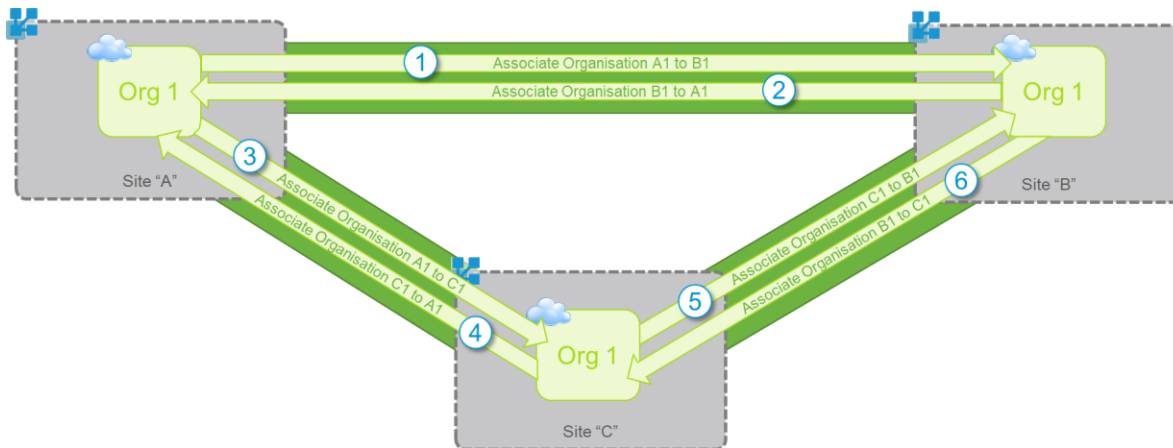 1
Associate Organisation A1 to B1
Org 1
Org 1
Associate Organisation B1 to A1
2
3
6
Site “A”
Site “B”
Associate Organisation A1 to C1
Associate Organisation C1 to A1
Associate Organisation C1 to B1
Associate Organisation B1 to C1
5
4
Org 1
Site “C”